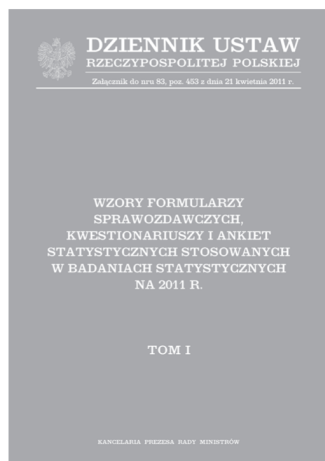 DZIENNIK USTAW
RZECZYPOSPOLITEJ POLSKIEJ
Załącznik do nru 83, poz. 453 z dnia 21 kwietnia 2011 r.
WZORY FORMULARZY
SPRAWOZDAWCZYCH,
KWESTIONARIUSZY I ANKIET
STATYSTYCZNYCH STOSOWANYCH
W BADANIACH STATYSTYCZNYCH
NA 2011 R.
TOM I
KANCELARIA PREZESA RADY MINISTRÓW